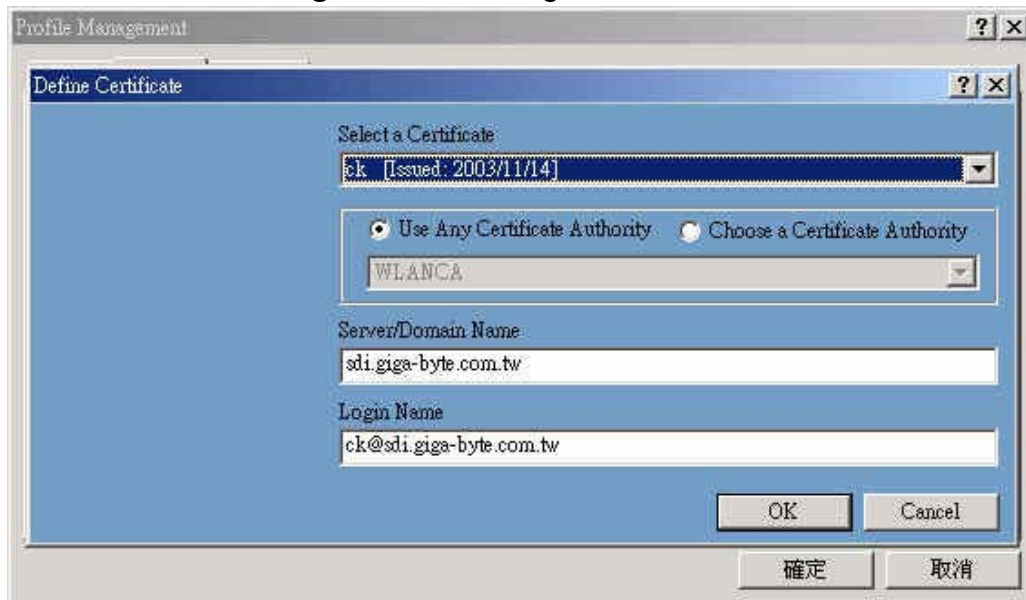 Profile Management
Define Certificate
Select a Certificate
ck [Issued: 2003/11/14]
Use Any Certificate Authority Choose a Certificate Authority
WLANCA
Server/Domain Name
sdi.giga-byte.com.tw
Login Name
ck@sdi.giga-byte.com.tw
OK Cancel
確定 取消